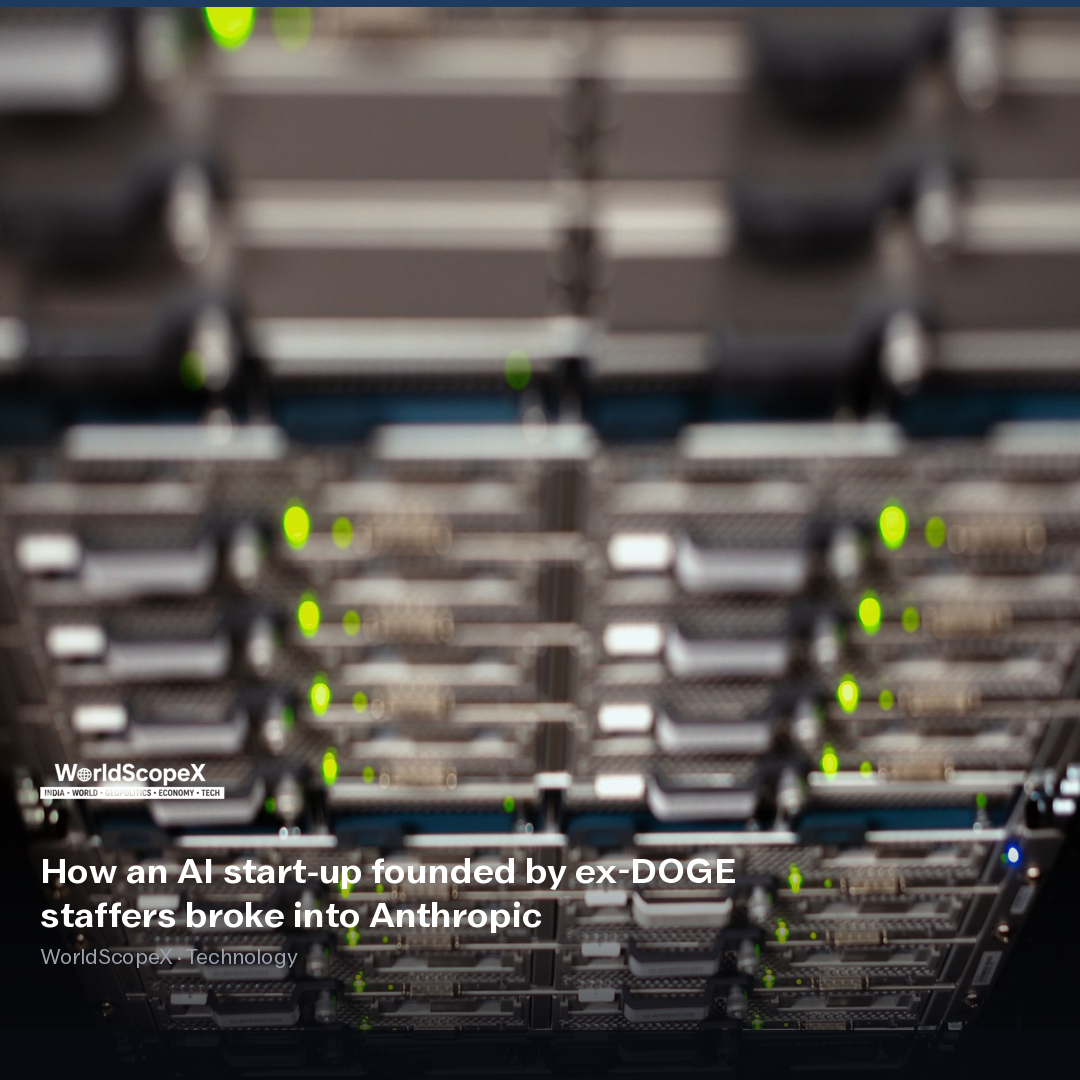 WorldScopeX
INDIA • WORLD • GEOPOLITICS • ECONOMY • TECH
How an AI start-up founded by ex-DOGE
staffers broke into Anthropic
WorldScopeX · Technology